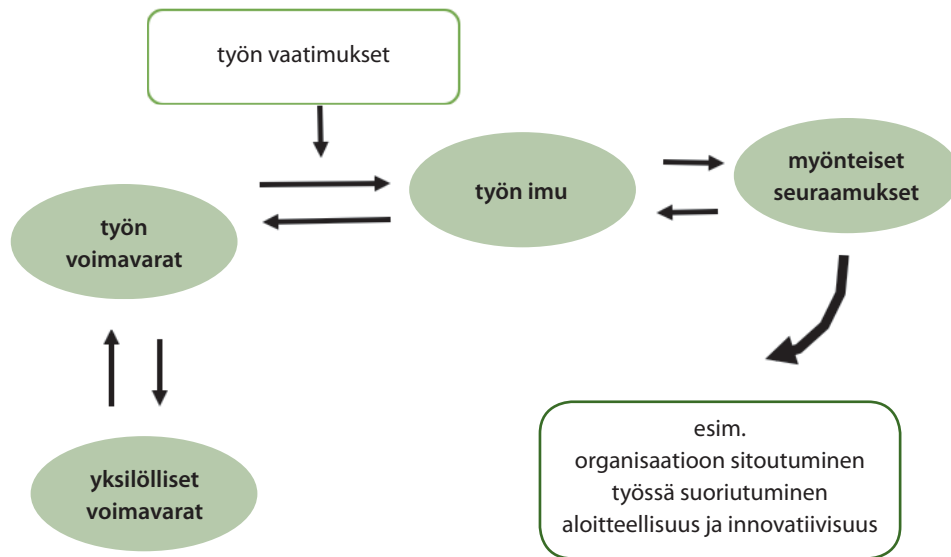 työn vaatimukset
työn imu
myönteiset
seuraamukset
työn
voimavarat
yksilölliset
voimavarat
esim.
organisaatioon sitoutuminen
työssä suoriutuminen
aloitteellisuus ja innovatiivisuus